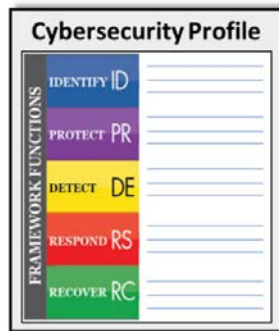 Cybersecurity Profile
FRAMEWORK FUNCTIONS
IDENTIFY ID
PROTECT PR
DETECT DE
RESPOND RS
RECOVER RC